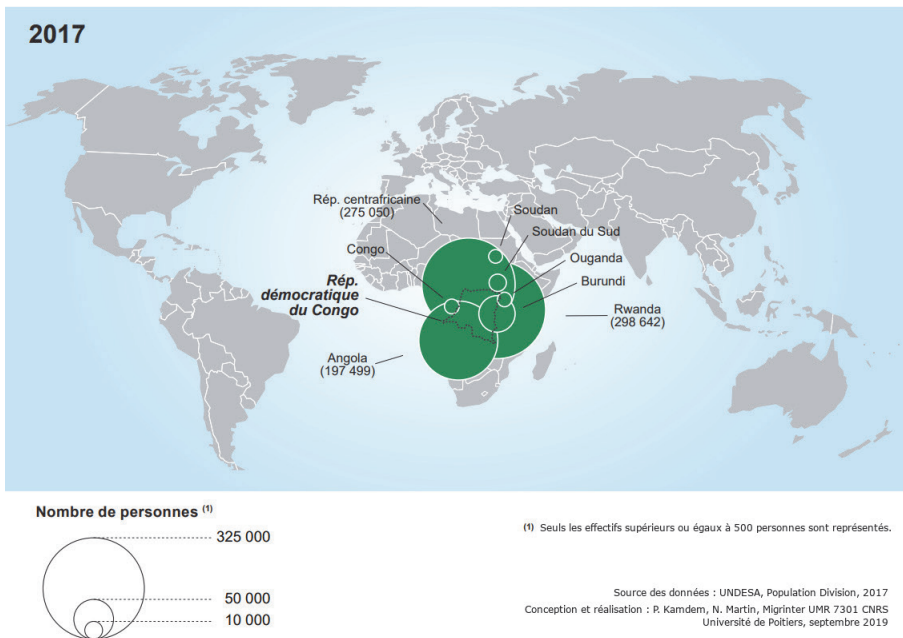 2017
Rép. centrafricaine
(275 050)
Soudan
Soudan du Sud
Congo
Ouganda
Rép.
démocratique
du Congo
Burundi
Rwanda
(298 642)
Angola
(197 499)
Nombre de personnes (1)
325 000
50 000
10 000
(1) Seuls les effectifs supérieurs ou égaux à 500 personnes sont représentés.
Source des données : UNDESA, Population Division, 2017
Conception et réalisation : P. Kamdem, N. Martin, Migrinter UMR 7301 CNRS
Université de Poitiers, septembre 2019